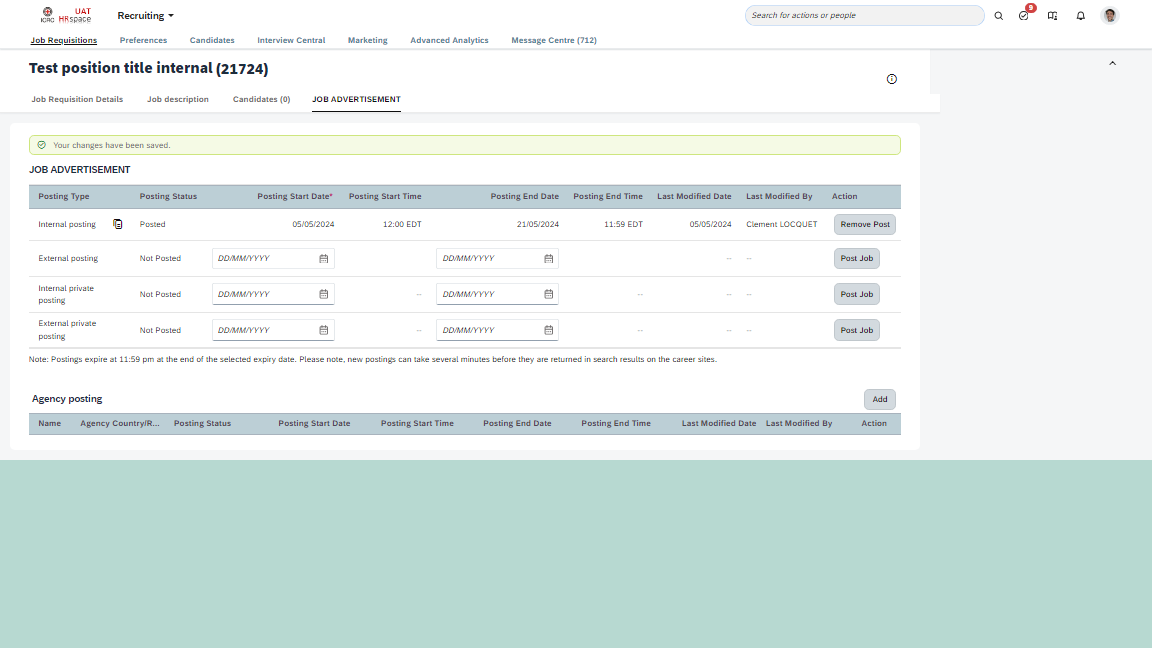 ICRC UAT HRspace Recruiting Search for actions or people 9
Job Requisitions Preferences Candidates Interview Central Marketing Advanced Analytics Message Centre (712)
Test position title internal (21724)
Job Requisition Details Job description Candidates (0) JOB ADVERTISEMENT
Your changes have been saved.
JOB ADVERTISEMENT
Posting Type Posting Status Posting Start Date* Posting Start Time Posting End Date Posting End Time Last Modified Date Last Modified By Action
Internal posting Posted 05/05/2024 12:00 EDT 21/05/2024 11:59 EDT 05/05/2024 Clement LOCQUET Remove Post
External posting Not Posted DD/MM/YYYY DD/MM/YYYY -- -- Post Job
Internal private posting Not Posted DD/MM/YYYY -- DD/MM/YYYY -- -- -- Post Job
External private posting Not Posted DD/MM/YYYY -- DD/MM/YYYY -- -- -- Post Job
Note: Postings expire at 11:59 pm at the end of the selected expiry date. Please note, new postings can take several minutes before they are returned in search results on the career sites.
Agency posting Add
Name Agency Country/R... Posting Status Posting Start Date Posting Start Time Posting End Date Posting End Time Last Modified Date Last Modified By Action